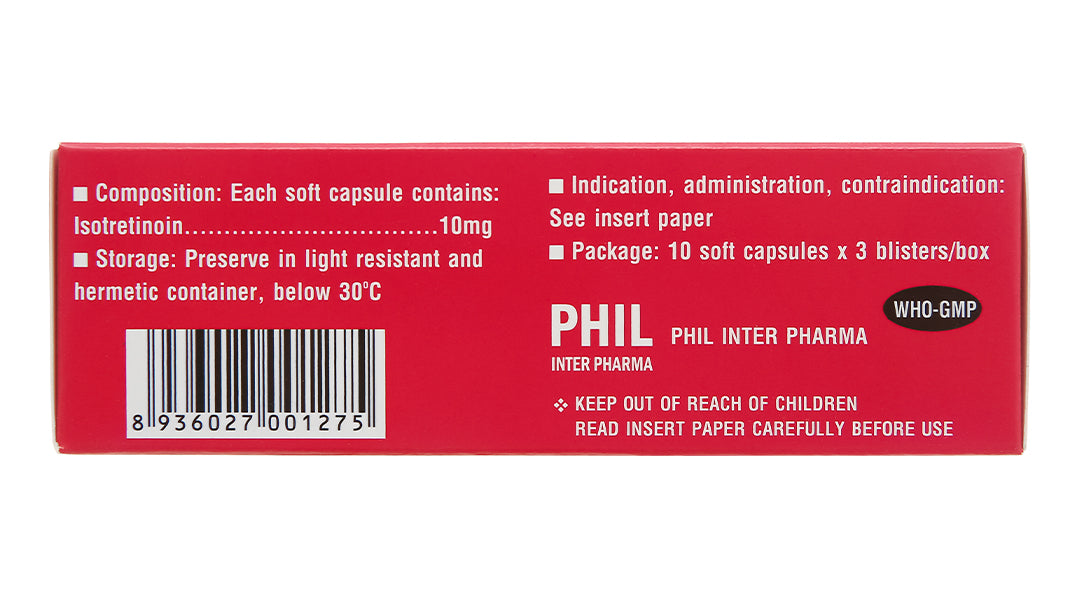 ■ Composition: Each soft capsule contains:
Isotretinoin...............................10mg
■ Storage: Preserve in light resistant and
hermetic container, below 30°C
8 936027 001275
■ Indication, administration, contraindication:
See insert paper
■ Package: 10 soft capsules x 3 blisters/box
WHO-GMP
PHIL PHIL INTER PHARMA
INTER PHARMA
❖ KEEP OUT OF REACH OF CHILDREN
READ INSERT PAPER CAREFULLY BEFORE USE